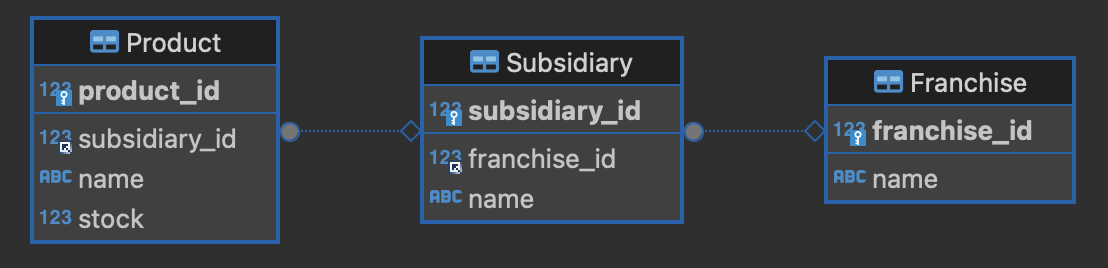 Product
123 product_id
123 subsidiary_id
ABC name
123 stock
Subsidiary
123 subsidiary_id
123 franchise_id
ABC name
Franchise
123 franchise_id
ABC name